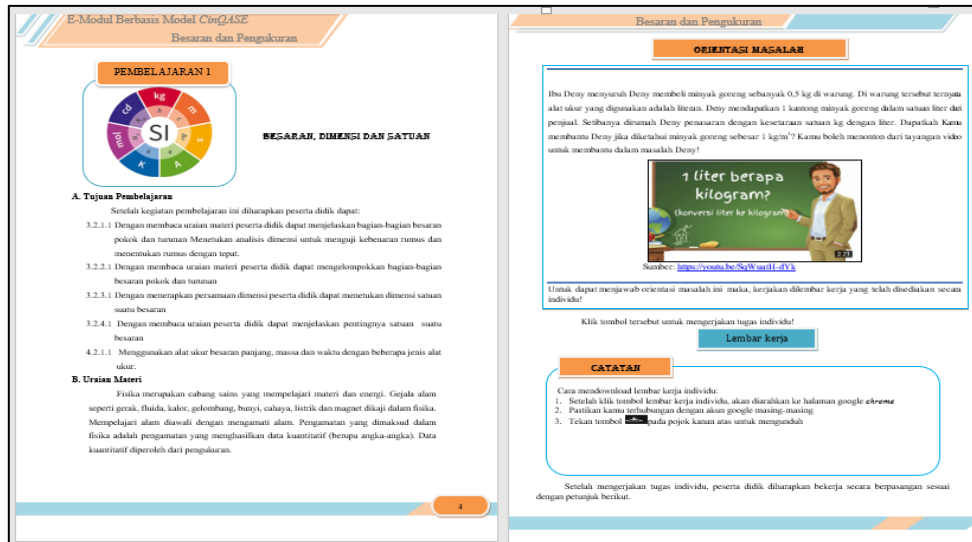 E-Modul Berbasis Model CinQASE
Besaran dan Pengukuran
PEMBELAJARAN 1
kg
m
s
A
K
mol
cd
SI
BESARAN, DIMENSI DAN SATUAN
A. Tujuan Pembelajaran
Setelah kegiatan pembelajaran ini diharapkan peserta didik dapat:
3.2.1.1 Dengan membaca uraian materi peserta didik dapat menjelaskan bagian-bagian besaran
pokok dan turunan Menetukan analisis dimensi untuk menguji kebenaran rumus dan
menentukan rumus dengan tepat.
3.2.2.1 Dengan membaca uraian materi peserta didik dapat mengelompokkan bagian-bagian
besaran pokok dan turunan
3.2.3.1 Dengan menerapkan persamaan dimensi peserta didik dapat menetukan dimensi satuan
suatu besaran
3.2.4.1 Dengan membaca uraian peserta didik dapat menjelaskan pentingnya satuan suatu
besaran
4.2.1.1 Menggunakan alat ukur besaran panjang, massa dan waktu dengan beberapa jenis alat
ukur.
B. Uraian Materi
Fisika merupakan cabang sains yang mempelajari materi dan energi. Gejala alam
seperti gerak, fluida, kalor, gelombang, bunyi, cahaya, listrik dan magnet dikaji dalam fisika.
Mempelajari alam diawali dengan mengamati alam. Pengamatan yang dimaksud dalam
fisika adalah pengamatan yang menghasilkan data kuantitatif (berupa angka-angka). Data
kuantitatif diperoleh dari pengukuran.
4
Besaran dan Pengukuran
ORIENTASI MASALAH
Ibu Deny menyuruh Deny membeli minyak goreng sebanyak 0,5 kg di warung. Di warung tersebut ternyata
alat ukur yang digunakan adalah literan. Deny mendapatkan 1 kantong minyak goreng dalam satuan liter dari
penjual. Setibanya dirumah Deny penasaran dengan kesetaraan satuan kg dengan liter. Dapatkah Kamu
membantu Deny jika diketahui minyak goreng sebesar 1 kg/m³? Kamu boleh menonton dari tayangan video
untuk membantu dalam masalah Deny!
1 liter berapa
kilogram?
(konversi liter ke kilogram)
2:21
Sumber: https://youtu.be/SqWuatH-dYk
Untuk dapat menjawab orientasi masalah ini maka, kerjakan dilembar kerja yang telah disediakan secara
individu!
Klik tombol tersebut untuk mengerjakan tugas individu!
Lembar kerja
CATATAN
Cara mendownload lembar kerja individu:
1. Setelah klik tombol lembar kerja individu, akan diarahkan ke halaman google chrome
2. Pastikan kamu terhubungan dengan akun google masing-masing
3. Tekan tombol pada pojok kanan atas untuk mengunduh
Setelah mengerjakan tugas individu, peserta didik diharapkan bekerja secara berpasangan sesuai
dengan petunjuk berikut.